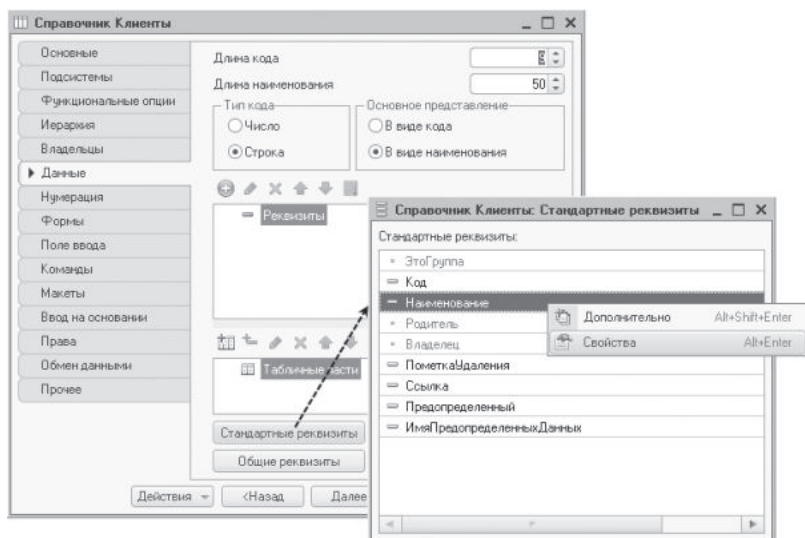 Справочник Клиенты
Основные
Подсистемы
Функциональные опции
Иерархия
Владельцы
Данные
Нумерация
Формы
Поле ввода
Команды
Макеты
Ввод на основании
Права
Обмен данными
Прочее
Длина кода
Длина наименования
50
Тип кода
Число
Строка
Основное представление
В виде кода
В виде наименования
Реквизиты
Табличные части
Стандартные реквизиты
Общие реквизиты
Действия
<Назад
Далее
Справочник Клиенты: Стандартные реквизиты
Стандартные реквизиты:
ЭтоГруппа
Код
Наименование
Родитель
Владелец
ПометкаУдаления
Ссылка
Предопределенный
ИмяПредопределенныхДанных
Дополнительно Alt+Shift+Enter
Свойства Alt+Enter